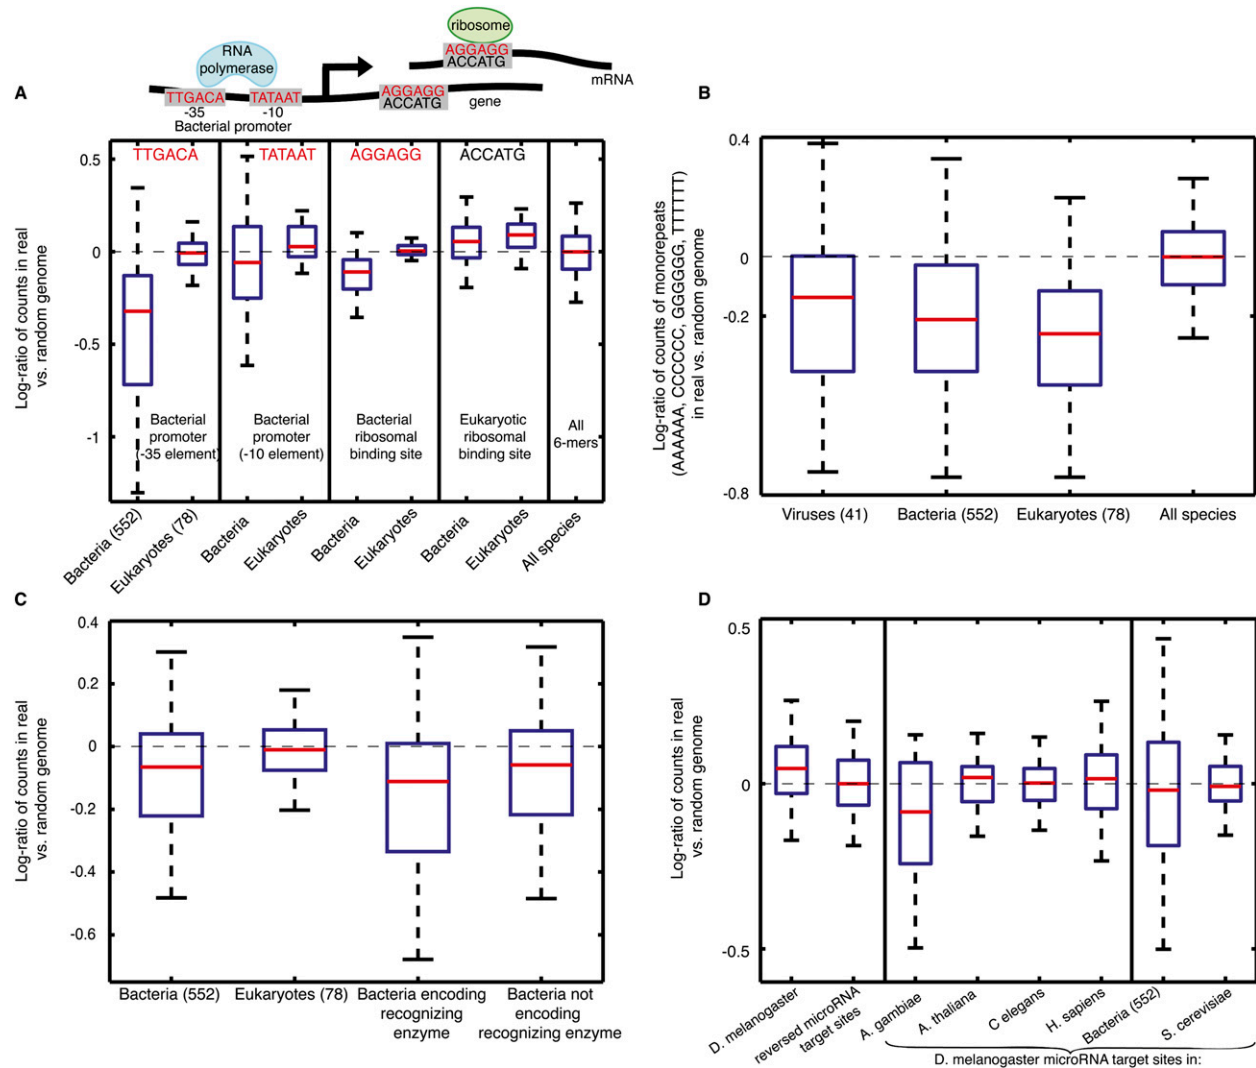 RNA
polymerase
TTGACA
TATAAT
-35
-10
Bacterial promoter
ribosome
AGGAGG
ACCATG
mRNA
AGGAGG
ACCATG
gene
A
Log-ratio of counts in real
vs. random genome
0.5
0
-0.5
-1
TTGACA
TATAAT
AGGAGG
ACCATG
Bacterial
promoter
(-35 element)
Bacterial
promoter
(-10 element)
Bacterial
ribosomal
binding site
Eukaryotic
ribosomal
binding site
All
6-mers
Bacteria (552)
Eukaryotes (78)
Bacteria
Eukaryotes
Bacteria
Eukaryotes
Bacteria
Eukaryotes
All species
B
Log-ratio of counts of monorepeats
(AAAAAA, CCCCCC, GGGGGG, TTTTTT)
in real vs. random genome
0.4
0
-0.2
-0.8
Viruses (41)
Bacteria (552)
Eukaryotes (78)
All species
C
Log-ratio of counts in real
vs. random genome
0.4
0.2
0
-0.2
-0.4
-0.6
Bacteria (552)
Eukaryotes (78)
Bacteria encoding
recognizing
enzyme
Bacteria not
encoding
recognizing enzyme
D
Log-ratio of counts in real
vs. random genome
0.5
0
-0.5
D. melanogaster
reversed microRNA
target sites
A. gambiae
A. thaliana
C elegans
H. sapiens
Bacteria (552)
S. cerevisiae
D. melanogaster microRNA target sites in: